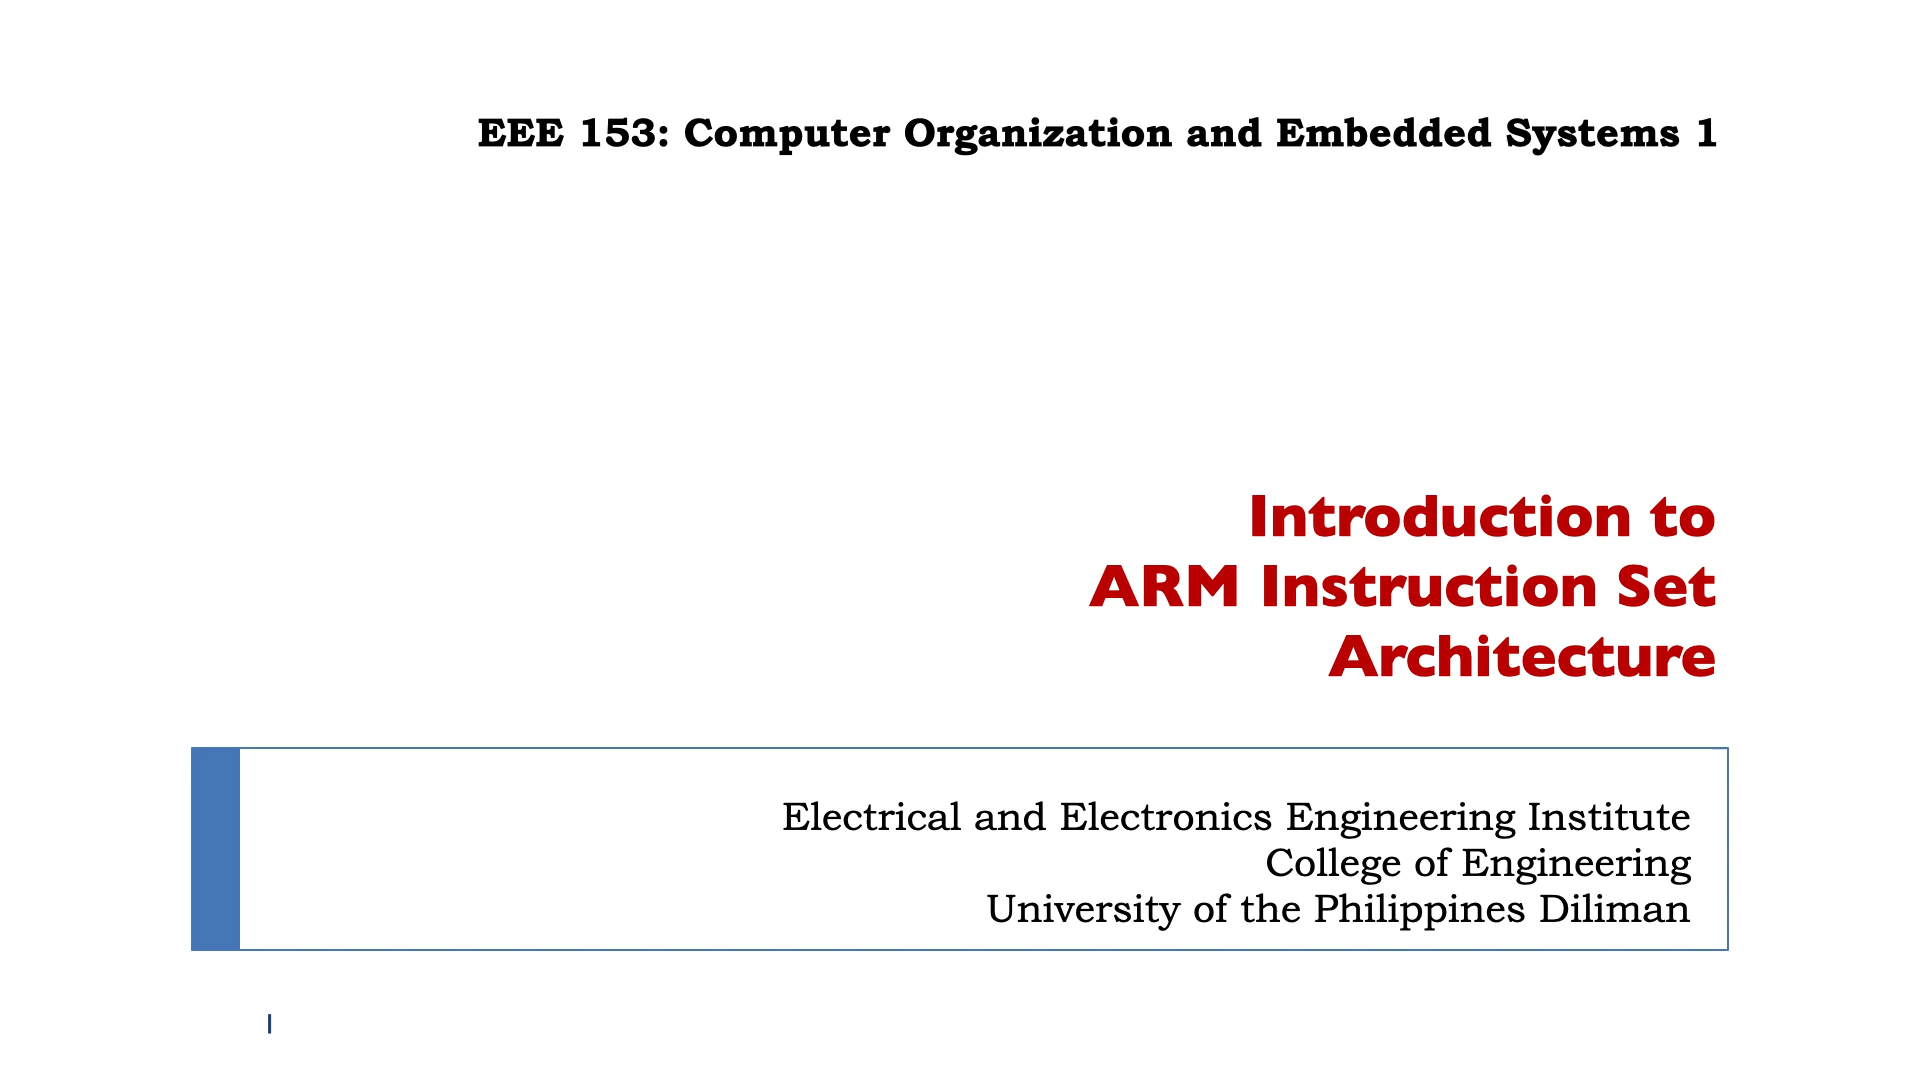 EEE 153: Computer Organization and Embedded Systems 1
Introduction to
ARM Instruction Set
Architecture
Electrical and Electronics Engineering Institute
College of Engineering
University of the Philippines Diliman
1